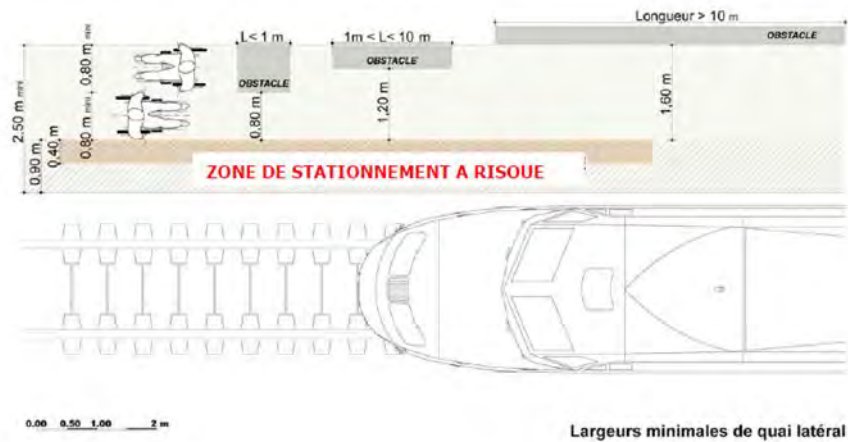 Longueur > 10 m
L< 1 m
1m < L< 10 m
OBSTACLE
OBSTACLE
OBSTACLE
2.50 m mini
0,80 m mini
0,80 m mini
0,80 m
1,20 m
1,60 m
0,90 m
0,40 m
ZONE DE STATIONNEMENT A RISQUE
0.00 0.50 1.00 2 m
Largeurs minimales de quai latéral